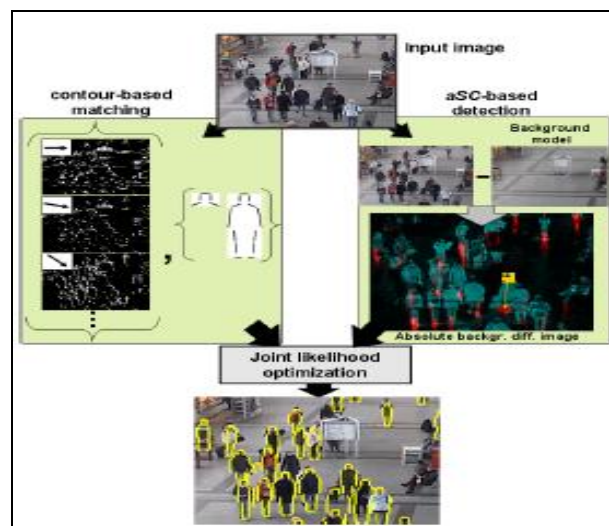 Input image
contour-based
matching
aSC-based
detection
Background
model
Absolute backgr. diff. image
Joint likelihood
optimization